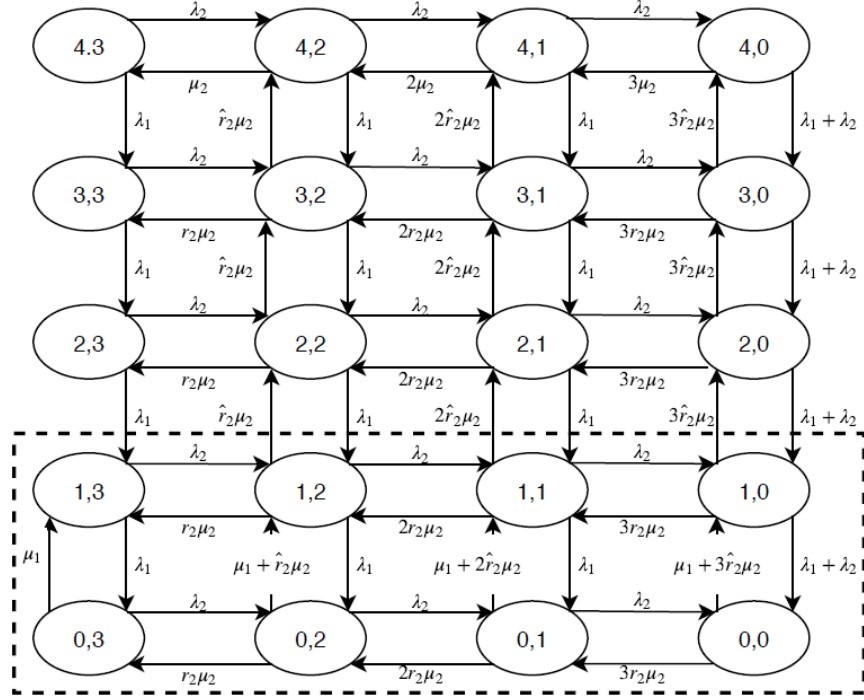 λ₂ λ₂ λ₂
4.3 4,2 4,1 4,0
μ₂ 2μ₂ 3μ₂
λ₁ r̂₂μ₂ λ₁ 2r̂₂μ₂ λ₁ 3r̂₂μ₂ λ₁ + λ₂
λ₂ λ₂ λ₂
3,3 3,2 3,1 3,0
r₂μ₂ 2r₂μ₂ 3r₂μ₂
λ₁ r̂₂μ₂ λ₁ 2r̂₂μ₂ λ₁ 3r̂₂μ₂ λ₁ + λ₂
λ₂ λ₂ λ₂
2,3 2,2 2,1 2,0
r₂μ₂ 2r₂μ₂ 3r₂μ₂
λ₁ r̂₂μ₂ λ₁ 2r̂₂μ₂ λ₁ 3r̂₂μ₂ λ₁ + λ₂
λ₂ λ₂ λ₂
1,3 1,2 1,1 1,0
r₂μ₂ 2r₂μ₂ 3r₂μ₂
μ₁ λ₁ μ₁ + r̂₂μ₂ λ₁ μ₁ + 2r̂₂μ₂ λ₁ μ₁ + 3r̂₂μ₂ λ₁ + λ₂
λ₂ λ₂ λ₂
0,3 0,2 0,1 0,0
r₂μ₂ 2r₂μ₂ 3r₂μ₂